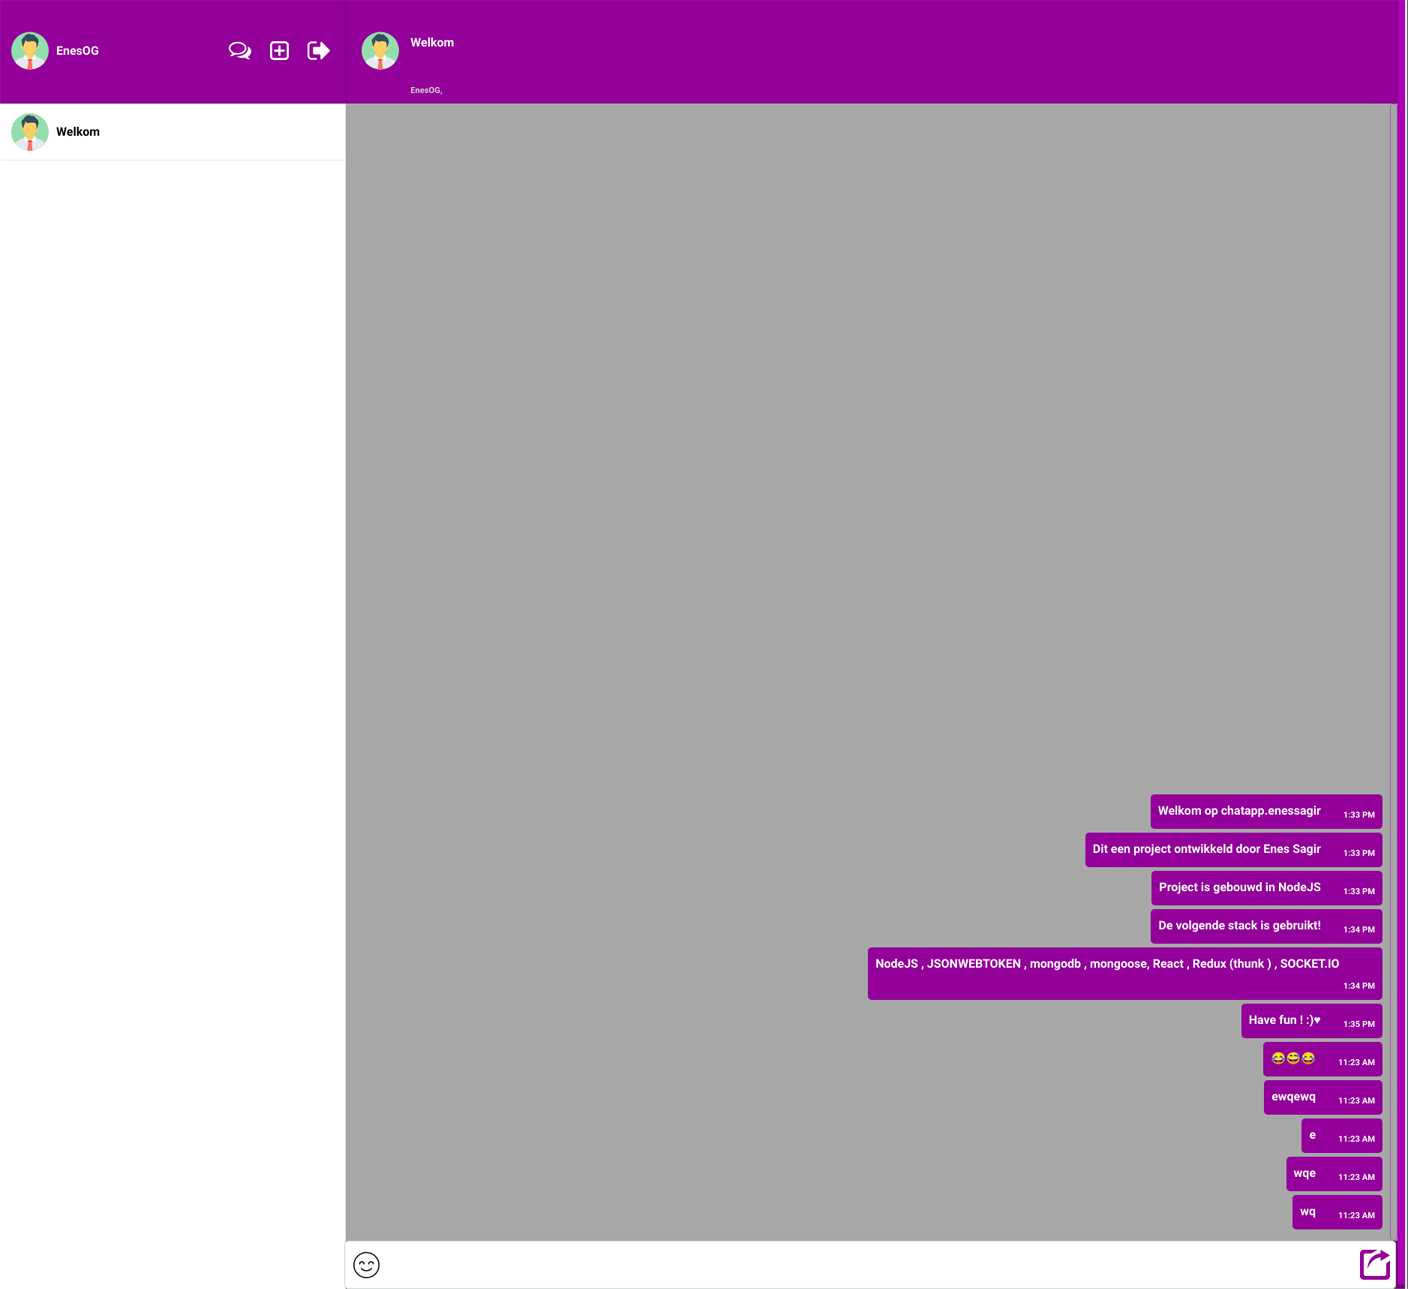 EnesOG
Welkom
EnesOG,
Welkom
Welkom op chatapp.enessagir 1:33 PM
Dit een project ontwikkeld door Enes Sagir 1:33 PM
Project is gebouwd in NodeJS 1:33 PM
De volgende stack is gebruikt! 1:34 PM
NodeJS , JSONWEBTOKEN , mongodb , mongoose, React , Redux (thunk ) , SOCKET.IO
1:34 PM
Have fun ! :)♥ 1:35 PM
😂😅😂 11:23 AM
ewqewq 11:23 AM
e 11:23 AM
wqe 11:23 AM
wq 11:23 AM